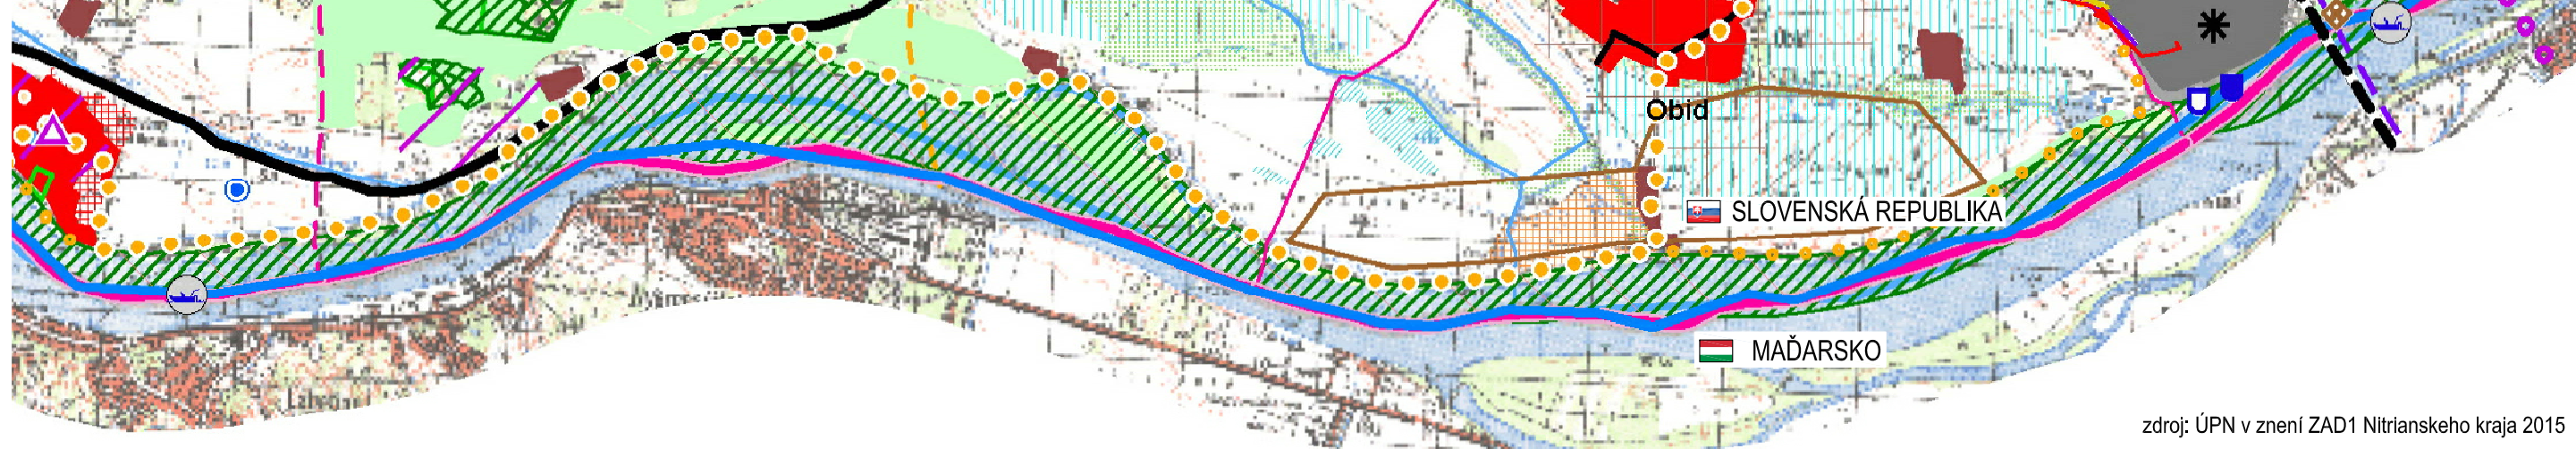 Obid
SLOVENSKÁ REPUBLIKA
MAĎARSKO
zdroj: ÚPN v znení ZAD1 Nitrianskeho kraja 2015